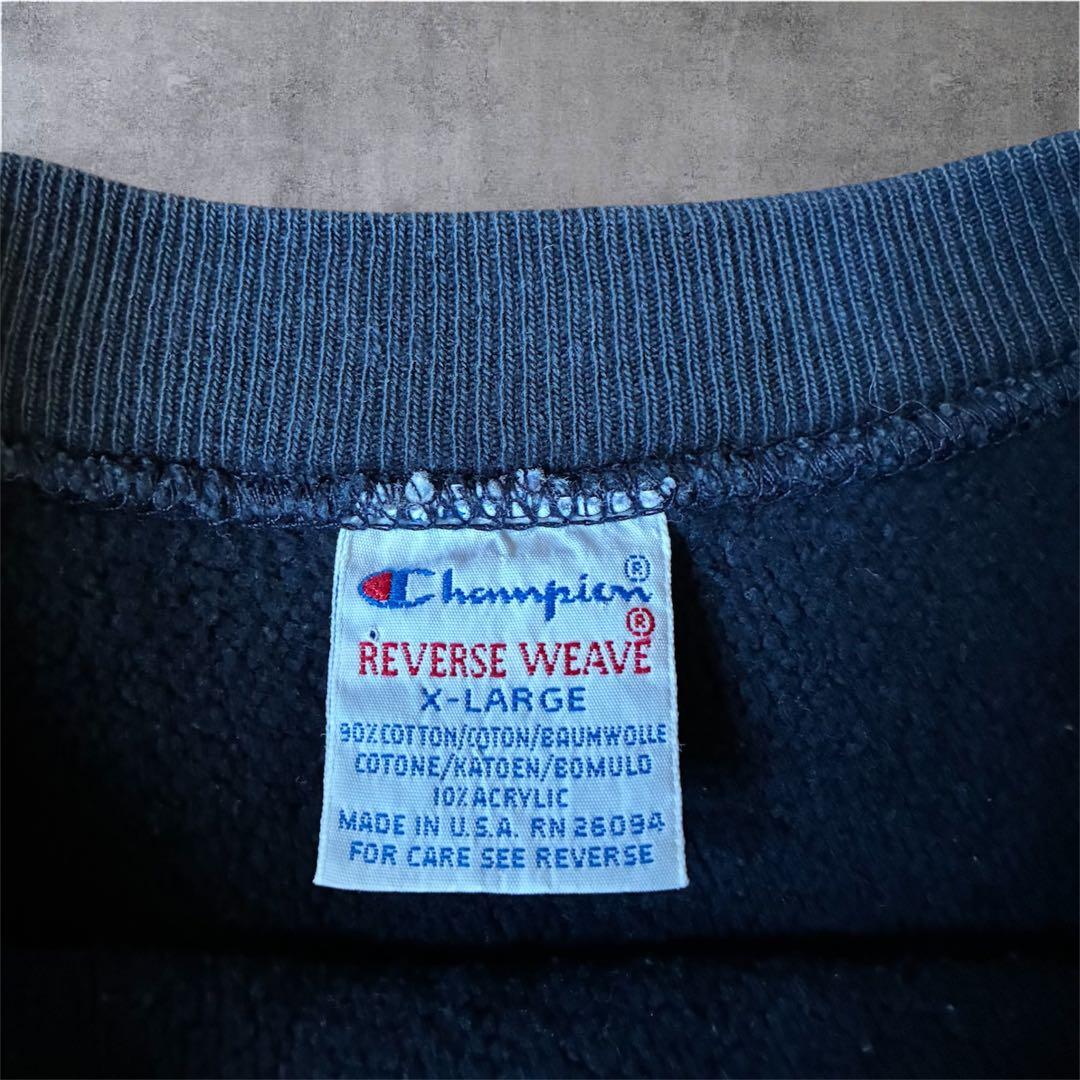 Champion®
REVERSE WEAVE®
X-LARGE
90%COTTON/COTON/BAUMWOLLE
COTONE/KATOEN/BOMULD
10% ACRYLIC
MADE IN U.S.A. RN 26094
FOR CARE SEE REVERSE